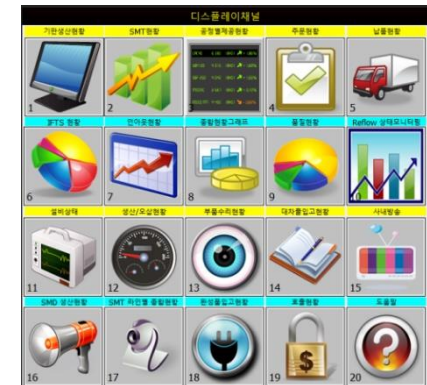 디스플레이채널
기판생산현황 SMT현황 공정별재공현황 주문현황 납품현황
1 2 3 4 5
IFTS 현황 인아웃현황 종합현황그래프 품질현황 Reflow 상태모니터링
6 7 8 9 10
설비상태 생산/오삽현황 부품수리현황 대차출입고현황 사내방송
11 12 13 14 15
SMD 생산현황 SMT 라인별 종합현황 완성품입고현황 호출현황 도움말
16 17 18 19 20